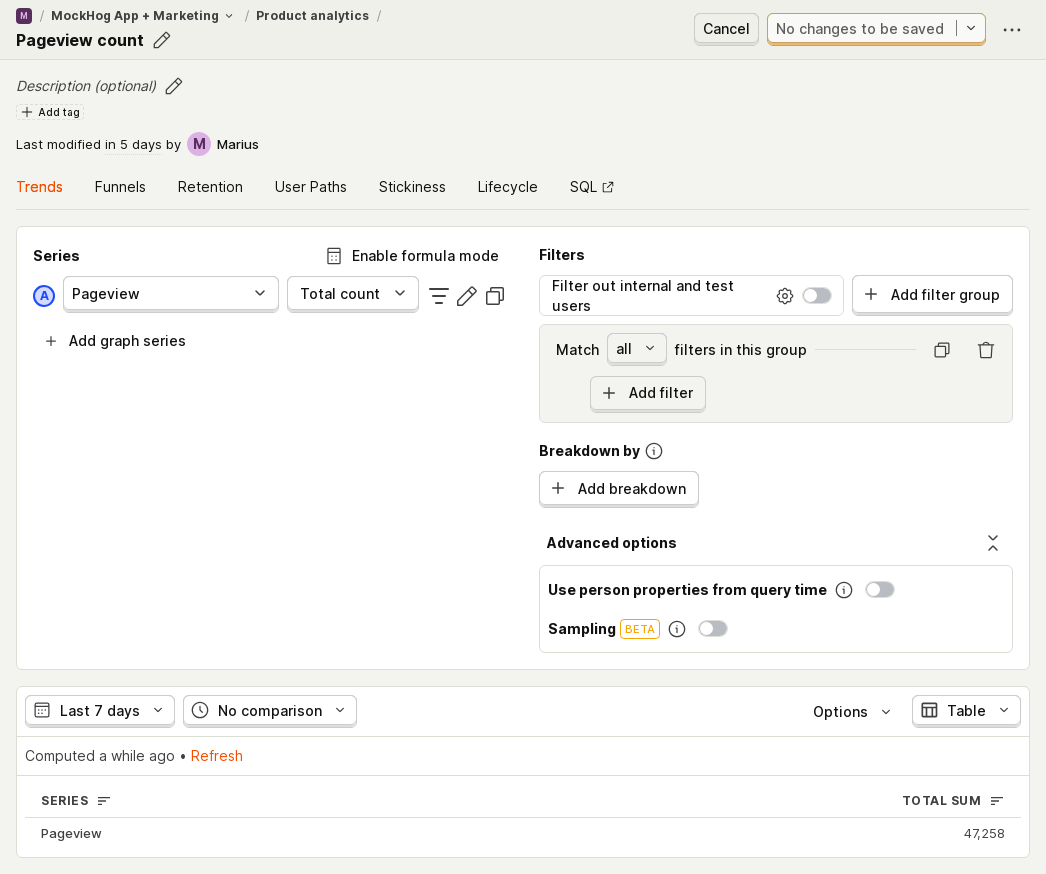 M / MockHog App + Marketing / Product analytics /
Pageview count
Cancel
No changes to be saved
Description (optional)
Add tag
Last modified in 5 days by M Marius
Trends Funnels Retention User Paths Stickiness Lifecycle SQL
Series
Enable formula mode
A Pageview Total count
Add graph series
Filters
Filter out internal and test
users
Add filter group
Match all filters in this group
Add filter
Breakdown by
Add breakdown
Advanced options
Use person properties from query time
Sampling BETA
Last 7 days No comparison Options Table
Computed a while ago • Refresh
SERIES TOTAL SUM
Pageview 47,258